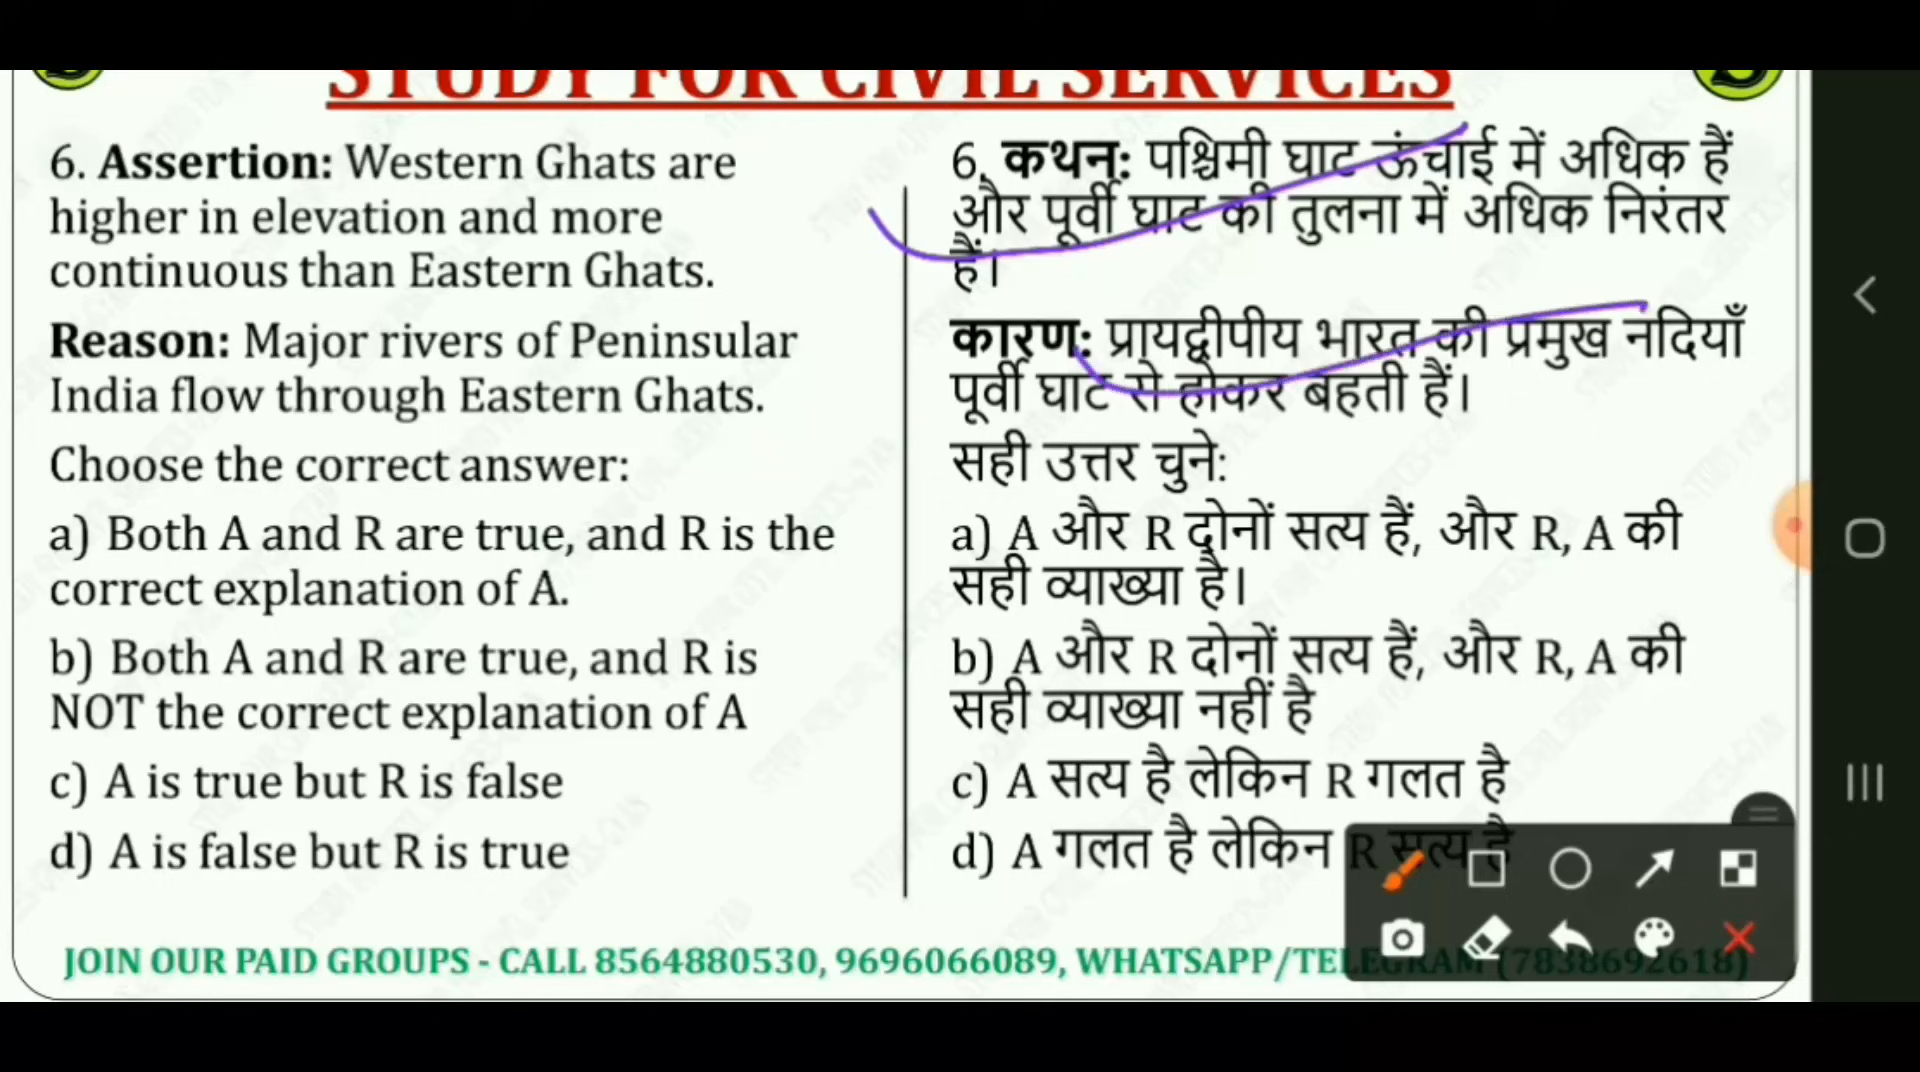 STUDY FOR CIVIL SERVICES
6. Assertion: Western Ghats are
higher in elevation and more
continuous than Eastern Ghats.
Reason: Major rivers of Peninsular
India flow through Eastern Ghats.
Choose the correct answer:
a) Both A and R are true, and R is the
correct explanation of A.
b) Both A and R are true, and R is
NOT the correct explanation of A
c) A is true but R is false
d) A is false but R is true
6. कथन: पश्चिमी घाट ऊंचाई में अधिक हैं
और पूर्वी घाट की तुलना में अधिक निरंतर
हैं।
कारण: प्रायद्वीपीय भारत की प्रमुख नदियाँ
पूर्वी घाट से होकर बहती हैं।
सही उत्तर चुने:
a) A और R दोनों सत्य हैं, और R, A की
सही व्याख्या है।
b) A और R दोनों सत्य हैं, और R, A की
सही व्याख्या नहीं है
c) A सत्य है लेकिन R गलत है
d) A गलत है लेकिन R सत्य है
JOIN OUR PAID GROUPS - CALL 8564880530, 9696066089, WHATSAPP/TELEGRAM (7838692618)